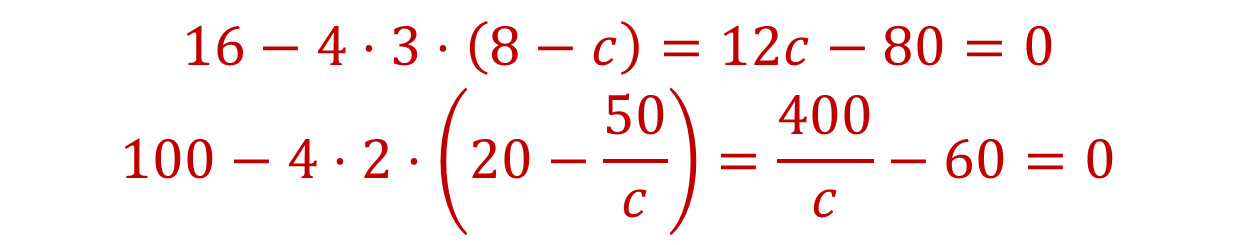 16 − 4 · 3 · (8 − c) = 12c − 80 = 0
100 − 4 · 2 · (20 − 50/c) = 400/c − 60 = 0